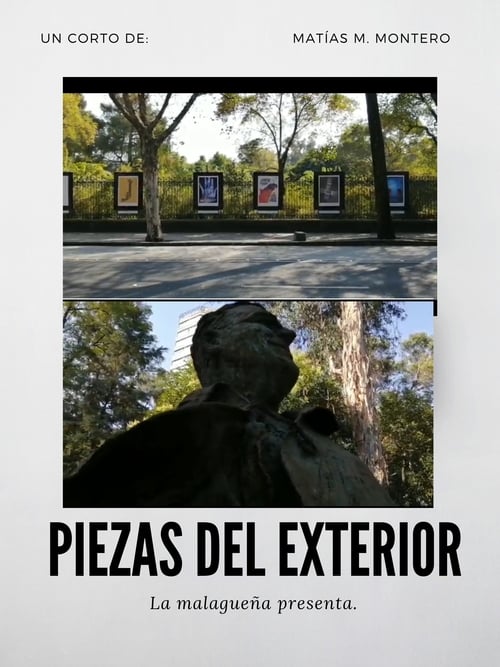 UN CORTO DE:
MATÍAS M. MONTERO
PIEZAS DEL EXTERIOR
La malagueña presenta.